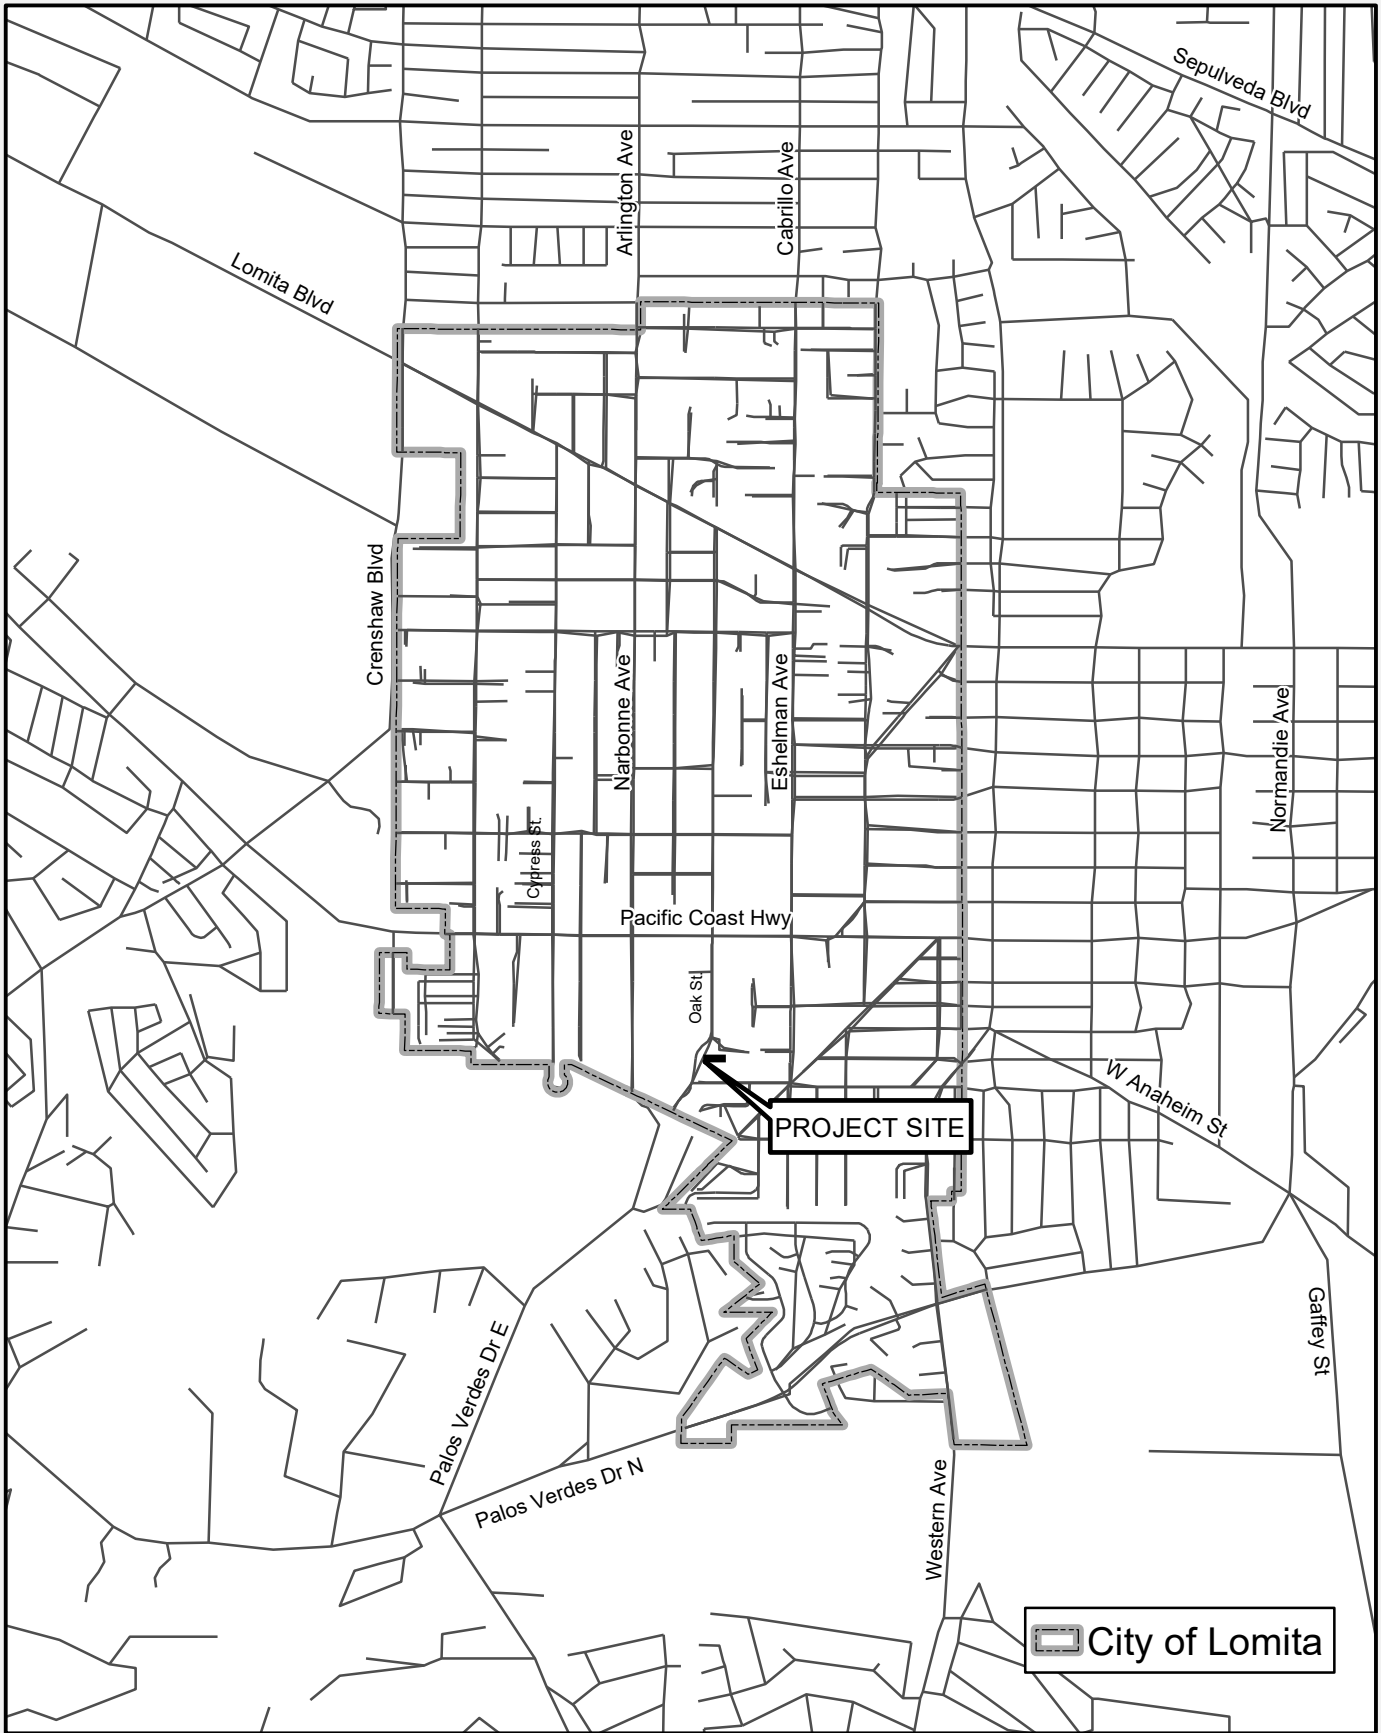 Sepulveda Blvd
Arlington Ave
Cabrillo Ave
Lomita Blvd
Crenshaw Blvd
Narbonne Ave
Eshelman Ave
Normandie Ave
Cypress St.
Pacific Coast Hwy
Oak St.
W Anaheim St
PROJECT SITE
Gaffey St
Palos Verdes Dr E
Palos Verdes Dr N
Western Ave
City of Lomita